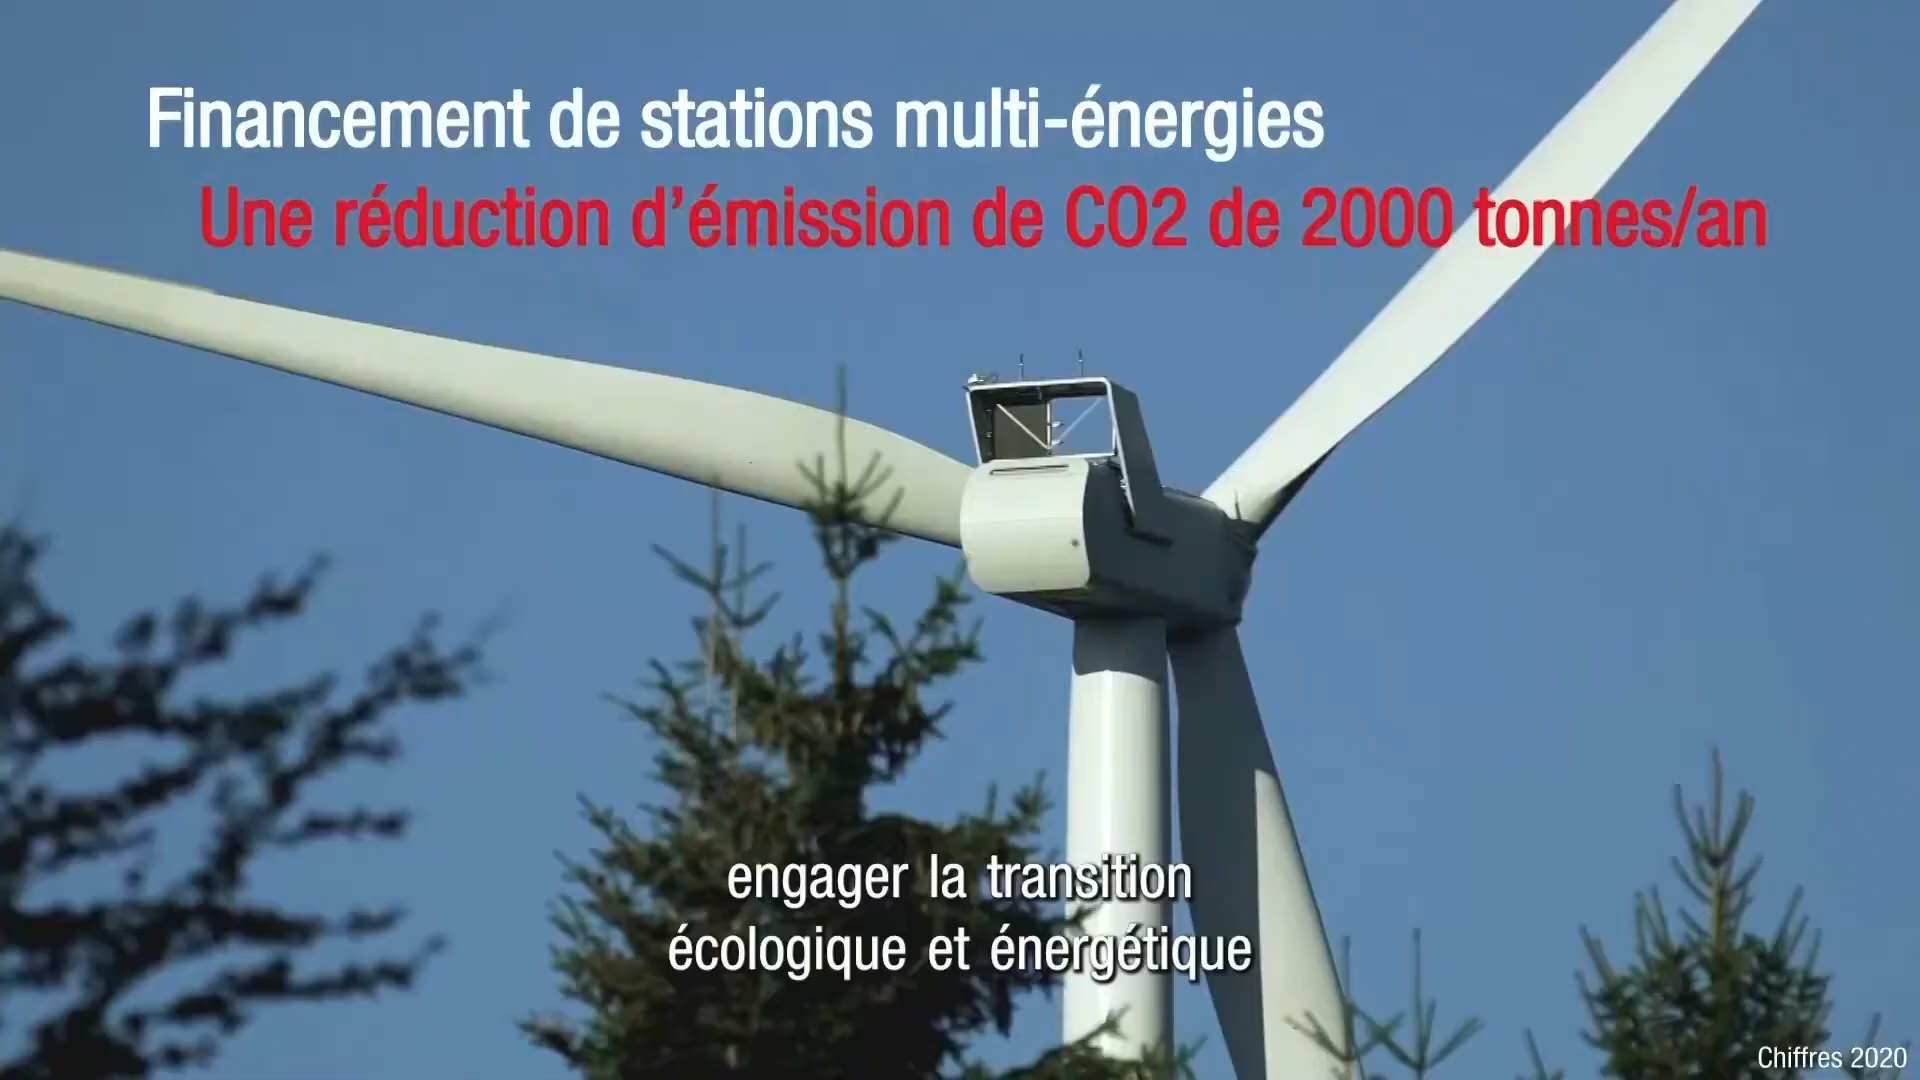 Financement de stations multi-énergies
Une réduction d’émission de CO2 de 2000 tonnes/an
engager la transition
écologique et énergétique
Chiffres 2020